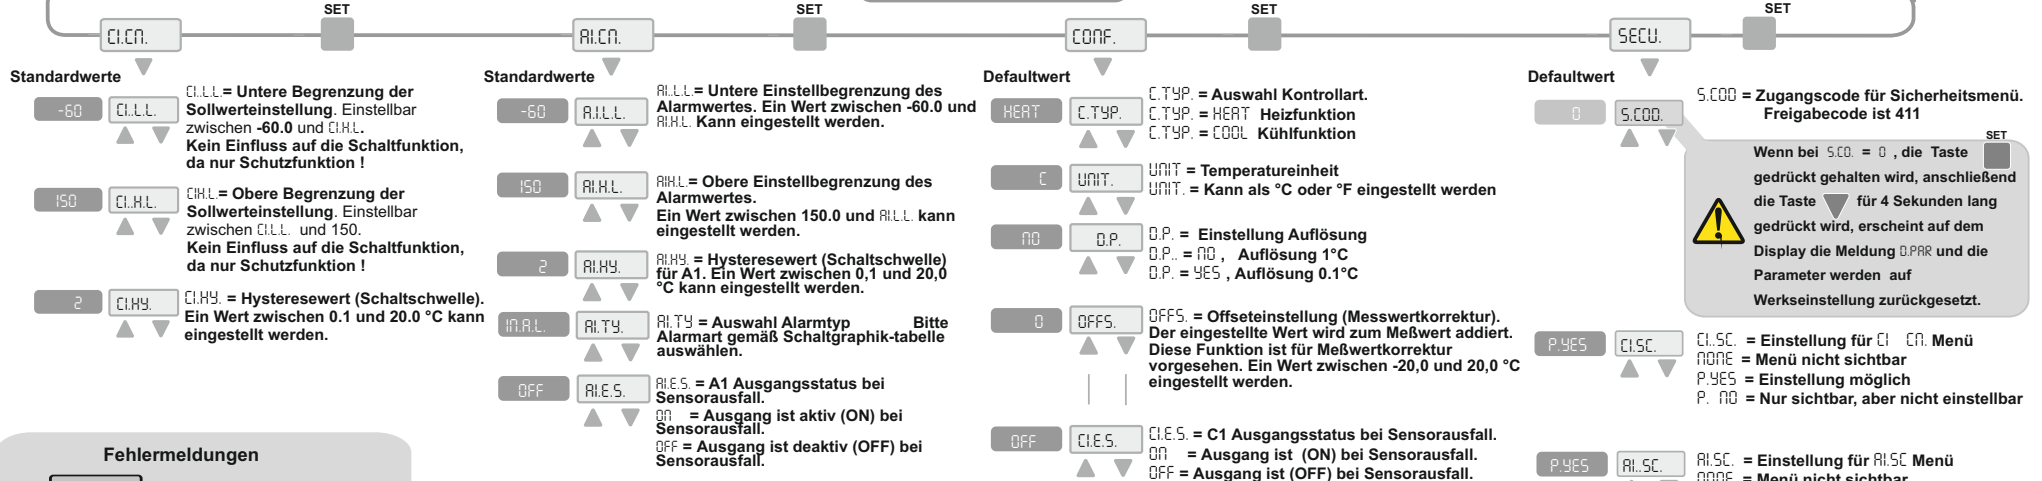 SET
SET
SET
SET
C1.CN.
A1.CN.
CONF.
SECU.
Standardwerte
-60
C1.L.L.
C1.L.L.= Untere Begrenzung der
Sollwerteinstellung. Einstellbar
zwischen -60.0 und C1.H.L.
Kein Einfluss auf die Schaltfunktion,
da nur Schutzfunktion !
150
C1.H.L.
C1H.L.= Obere Begrenzung der
Sollwerteinstellung. Einstellbar
zwischen C1.L.L. und 150.
Kein Einfluss auf die Schaltfunktion,
da nur Schutzfunktion !
2
C1.HY.
C1.HY. = Hysteresewert (Schaltschwelle).
Ein Wert zwischen 0.1 und 20.0 °C kann
eingestellt werden.
Fehlermeldungen
Standardwerte
-60
A.1.L.L.
A1.L.L.= Untere Einstellbegrenzung des
Alarmwertes. Ein Wert zwischen -60.0 und
A1.H.L. Kann eingestellt werden.
150
A1.H.L.
A1H.L.= Obere Einstellbegrenzung des
Alarmwertes.
Ein Wert zwischen 150.0 und A1.L.L. kann
eingestellt werden.
2
A1.HY.
A1.HY. = Hysteresewert (Schaltschwelle)
für A1. Ein Wert zwischen 0,1 und 20,0
°C kann eingestellt werden.
IN.A.L.
A1.TY.
A1.TY = Auswahl Alarmtyp Bitte
Alarmart gemäß Schaltgraphik-tabelle
auswählen.
OFF
A1.E.S.
A1.E.S. = A1 Ausgangsstatus bei
Sensorausfall.
ON = Ausgang ist aktiv (ON) bei
Sensorausfall.
OFF = Ausgang ist deaktiv (OFF) bei
Sensorausfall.
Defaultwert
HEAT
C.TYP.
C.TYP. = Auswahl Kontrollart.
C.TYP. = HEAT Heizfunktion
C.TYP. = COOL Kühlfunktion
C
UNIT.
UNIT = Temperatureinheit
UNIT. = Kann als °C oder °F eingestellt werden
NO
D.P.
D.P. = Einstellung Auflösung
D.P.. = NO , Auflösung 1°C
D.P. = YES , Auflösung 0.1°C
0
OFFS.
OFFS. = Offseteinstellung (Messwertkorrektur).
Der eingestellte Wert wird zum Meßwert addiert.
Diese Funktion ist für Meßwertkorrektur
vorgesehen. Ein Wert zwischen -20,0 und 20,0 °C
eingestellt werden.
OFF
C1.E.S.
C1.E.S. = C1 Ausgangsstatus bei Sensorausfall.
ON = Ausgang ist (ON) bei Sensorausfall.
OFF = Ausgang ist (OFF) bei Sensorausfall.
Defaultwert
0
S.COD.
S.COD = Zugangscode für Sicherheitsmenü.
Freigabecode ist 411
SET
Wenn bei S.CO. = 0 , die Taste
gedrückt gehalten wird, anschließend
die Taste für 4 Sekunden lang
gedrückt wird, erscheint auf dem
Display die Meldung D.PAR und die
Parameter werden auf
Werkseinstellung zurückgesetzt.
P.YES
C1.SC.
C1..SC. = Einstellung für C1 CN. Menü
NONE = Menü nicht sichtbar
P.YES = Einstellung möglich
P. NO = Nur sichtbar, aber nicht einstellbar
P.YES
A1..SC.
A1.SC. = Einstellung für A1.SC Menü
NONE = Menü nicht sichtbar